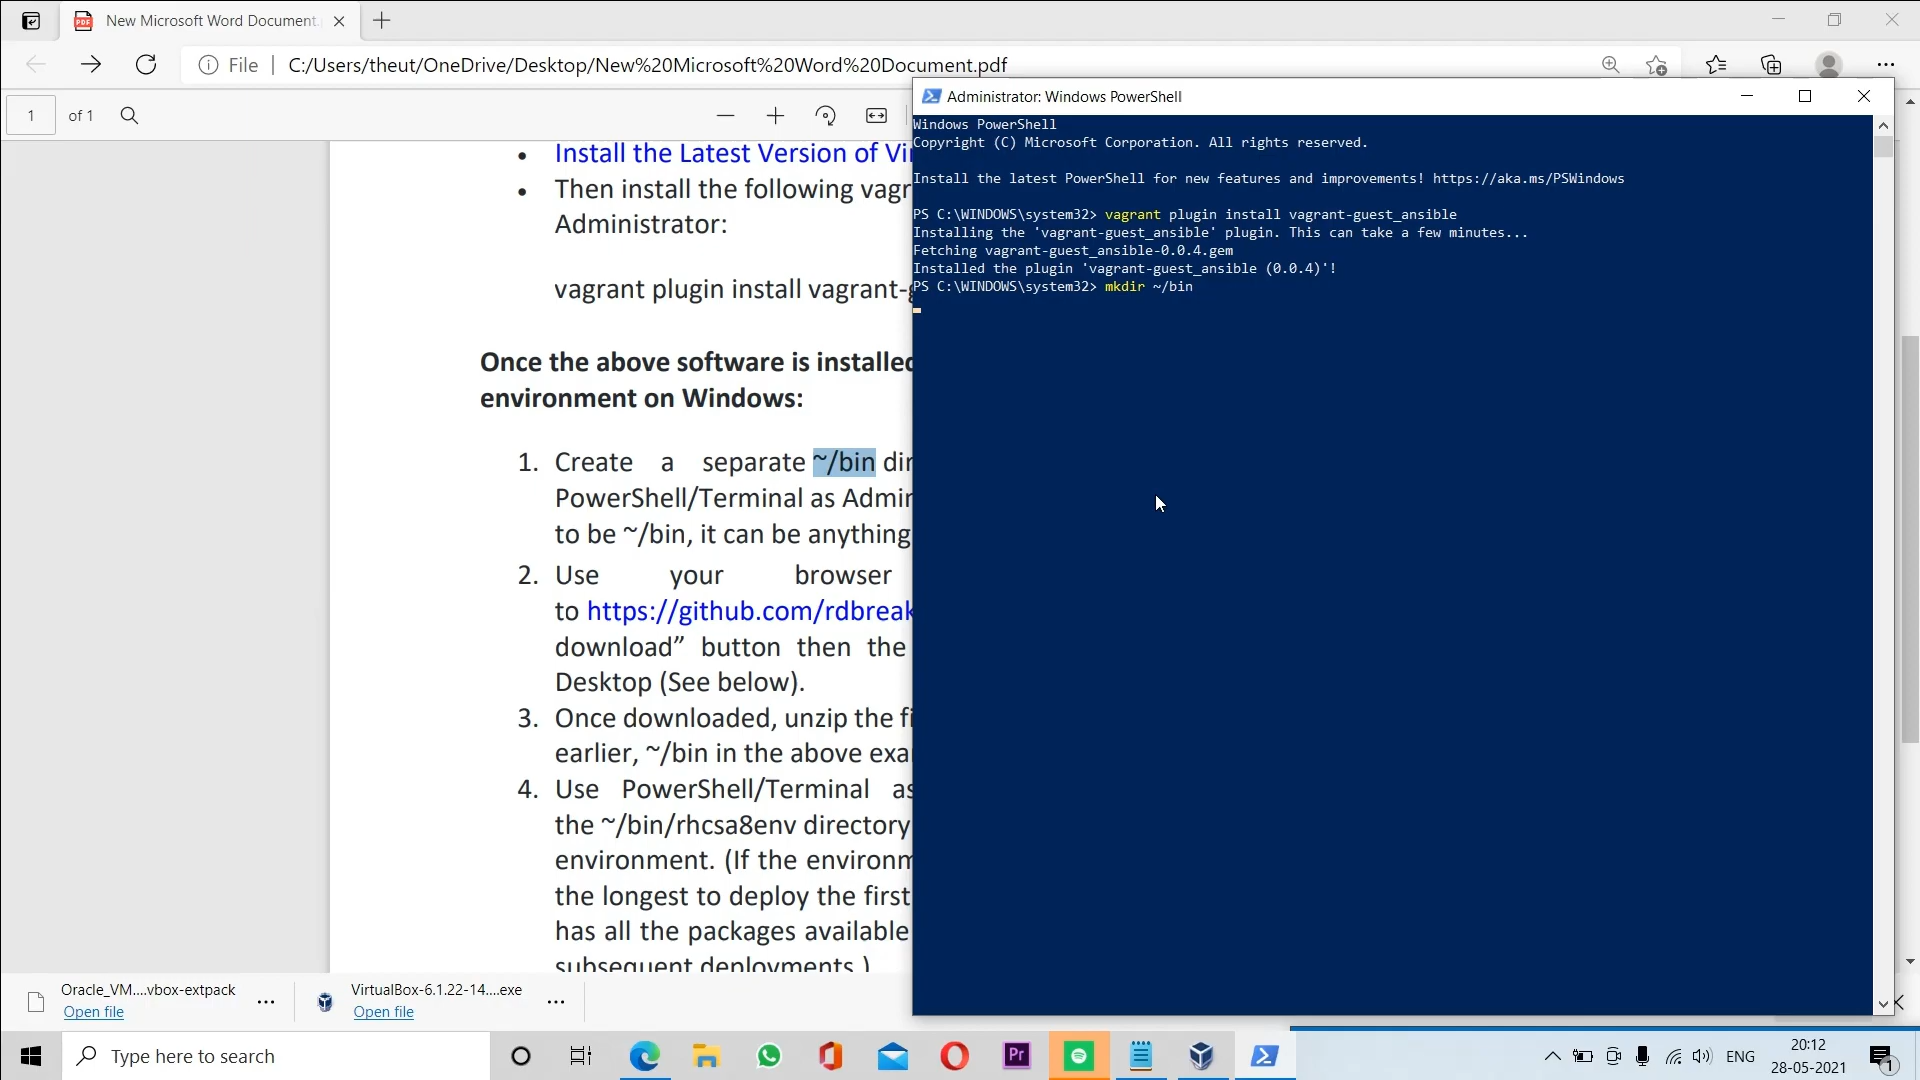 New Microsoft Word Document.
File
C:/Users/theut/OneDrive/Desktop/New%20Microsoft%20Word%20Document.pdf
1 of 1
Install the Latest Version of
Then install the following
Administrator:
vagrant plugin install
Once the above software is
environment on Windows:
1. Create a separate ~/bin
PowerShell/Terminal as
to be ~/bin, it can be anything
2. Use your browser
to https://github.com/rdbreak
download” button then the
Desktop (See below).
3. Once downloaded, unzip the
earlier, ~/bin in the above
4. Use PowerShell/Terminal as
the ~/bin/rhcsa8env directory
environment. (If the
the longest to deploy the first
has all the packages available
subsequent deployments.)
Administrator: Windows PowerShell
Windows PowerShell
Copyright (C) Microsoft Corporation. All rights reserved.
Install the latest PowerShell for new features and improvements! https://aka.ms/PSWindows
PS C:\WINDOWS\system32> vagrant plugin install vagrant-guest_ansible
Installing the 'vagrant-guest_ansible' plugin. This can take a few minutes...
Fetching vagrant-guest_ansible-0.0.4.gem
Installed the plugin 'vagrant-guest_ansible (0.0.4)'!
PS C:\WINDOWS\system32> mkdir ~/bin
Oracle_VM....vbox-extpack
Open file
VirtualBox-6.1.22-14....exe
Open file
Type here to search
Pr
ENG
20:12
28-05-2021
1